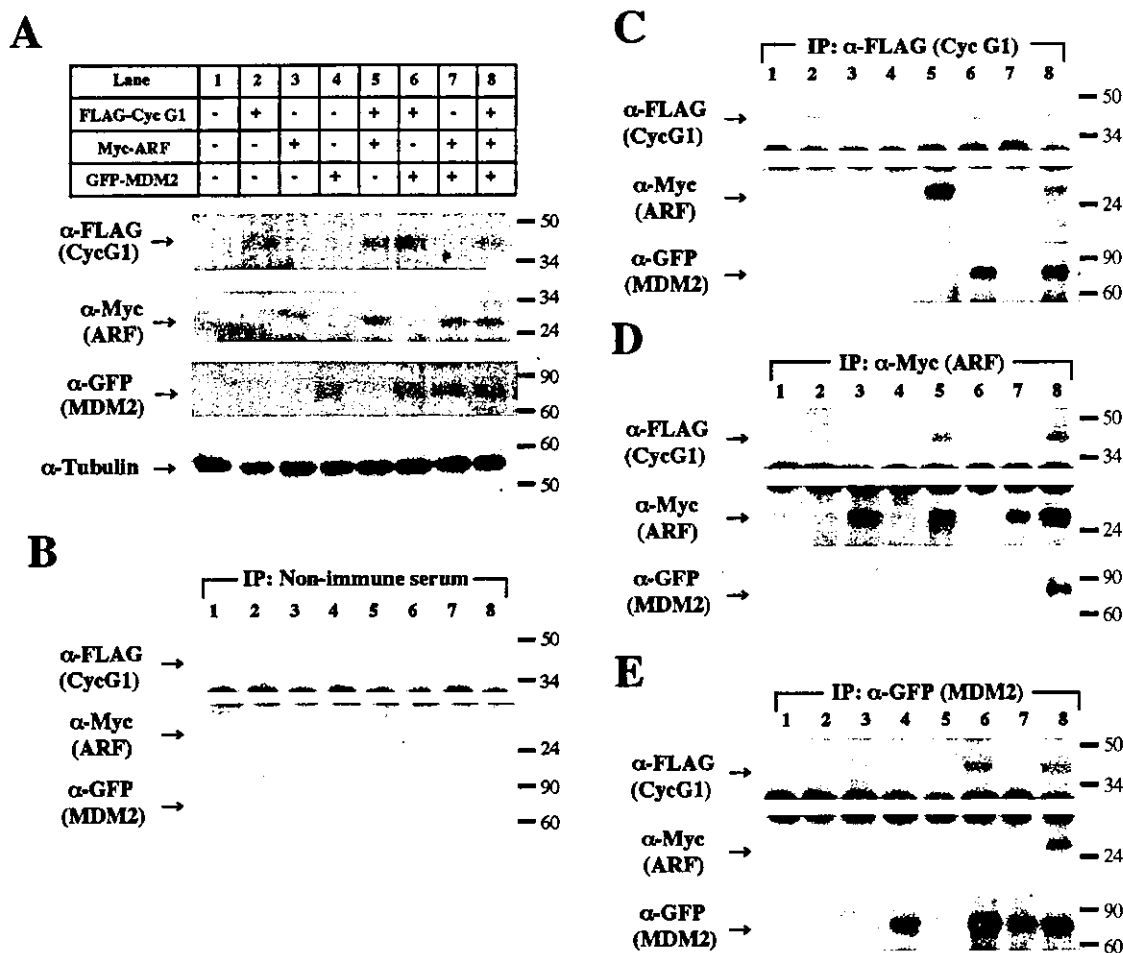 A
Lane 1 2 3 4 5 6 7 8
FLAG-Cyc G1 - + - - + + - +
Myc-ARF - - + - + - + +
GFP-MDM2 - - - + - + + +
α-FLAG → 50
(CycG1) 34
α-Myc → 34
(ARF) 24
α-GFP → 90
(MDM2) 60
α-Tubulin → 60
50
B
IP: Non-immune serum
1 2 3 4 5 6 7 8
α-FLAG → 50
(CycG1) 34
α-Myc →
(ARF) 24
α-GFP → 90
(MDM2) 60
C
IP: α-FLAG (Cyc G1)
1 2 3 4 5 6 7 8
α-FLAG → 50
(CycG1) 34
α-Myc →
(ARF) 24
α-GFP → 90
(MDM2) 60
D
IP: α-Myc (ARF)
1 2 3 4 5 6 7 8
α-FLAG → 50
(CycG1) 34
α-Myc →
(ARF) 24
α-GFP → 90
(MDM2) 60
E
IP: α-GFP (MDM2)
1 2 3 4 5 6 7 8
α-FLAG → 50
(CycG1) 34
α-Myc →
(ARF) 24
α-GFP → 90
(MDM2) 60